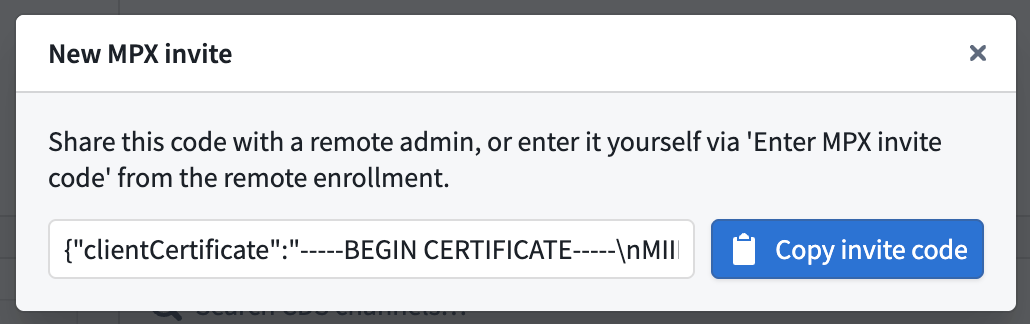 New MPX invite
Share this code with a remote admin, or enter it yourself via 'Enter MPX invite
code' from the remote enrollment.
{"clientCertificate":"-----BEGIN CERTIFICATE-----\nMIII
Copy invite code